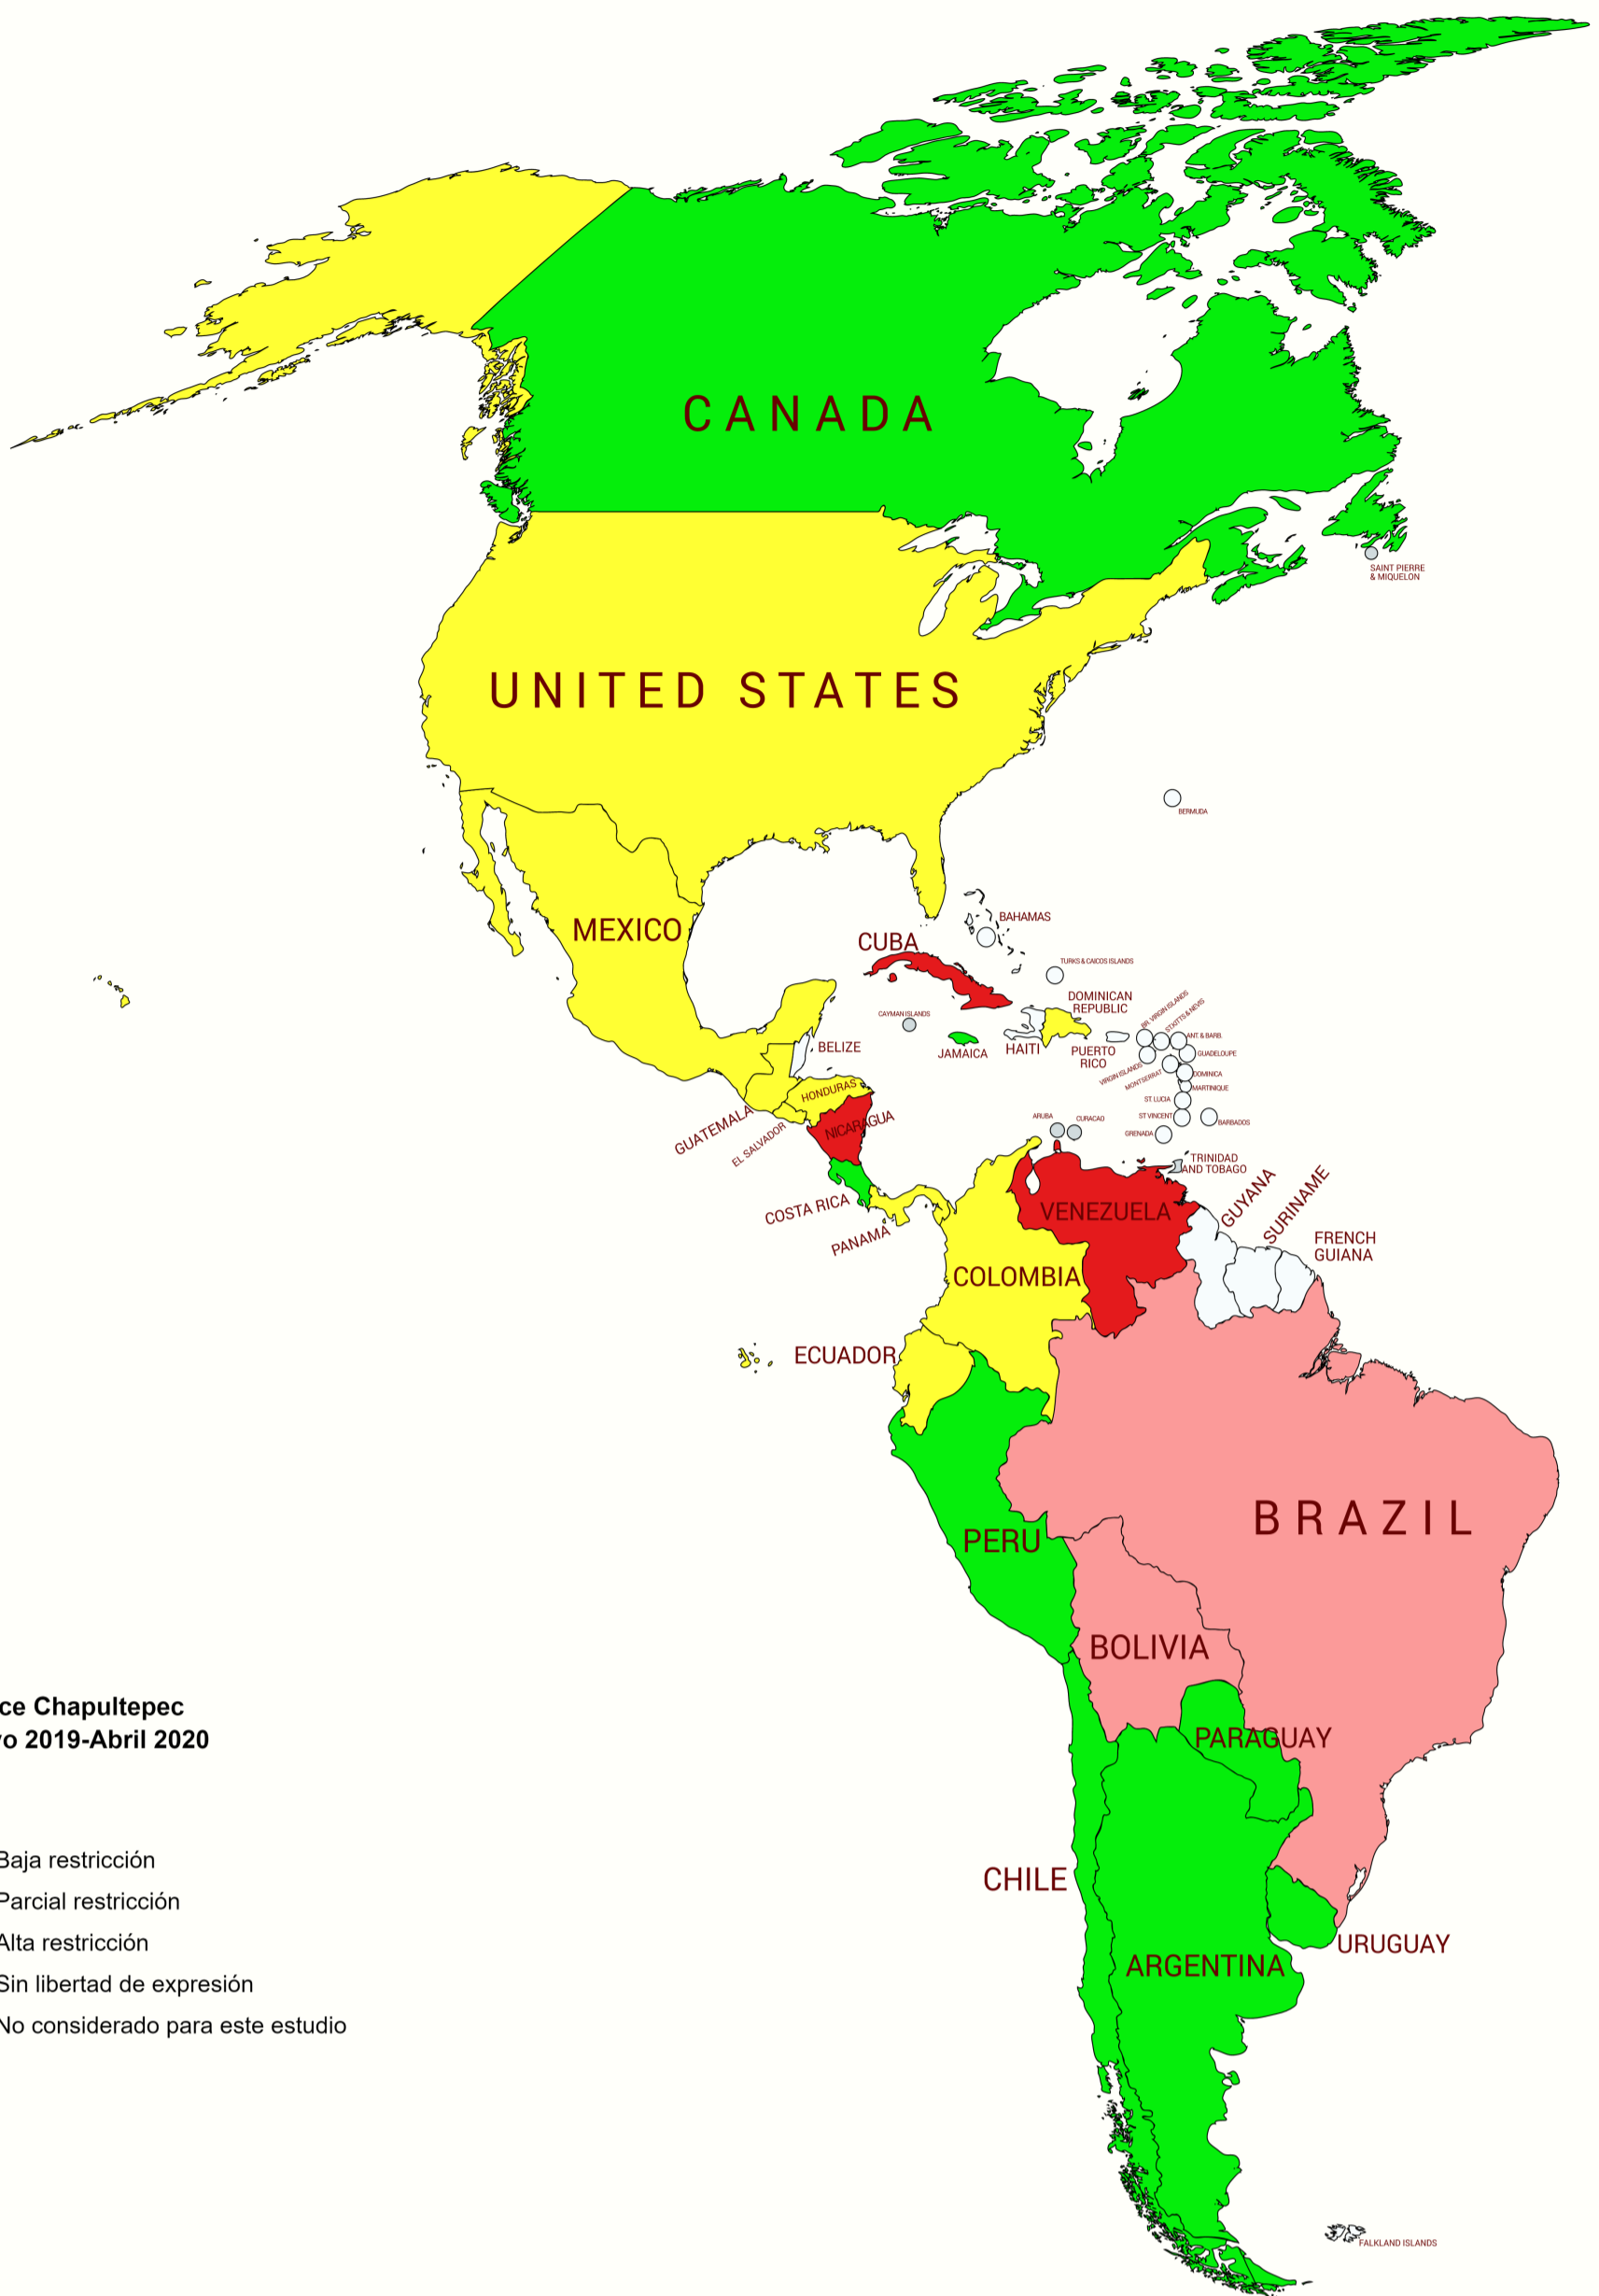 CANADA
SAINT PIERRE
& MIQUELON
UNITED STATES
BERMUDA
MEXICO
BAHAMAS
CUBA
TURKS & CAICOS ISLANDS
DOMINICAN
REPUBLIC
CAYMAN ISLANDS
BR. VIRGIN ISLANDS
ST.KITTS & NEVIS
ANT. & BARB.
BELIZE
JAMAICA
HAITI
PUERTO
RICO
GUADELOUPE
VIRGIN ISLANDS
MONTSERRAT
DOMINICA
MARTINIQUE
HONDURAS
ST. LUCIA
GUATEMALA
EL SALVADOR
NICARAGUA
ARUBA
CURACAO
ST VINCENT
BARBADOS
GRENADA
TRINIDAD
AND TOBAGO
COSTA RICA
PANAMA
VENEZUELA
GUYANA
SURINAME
FRENCH
GUIANA
COLOMBIA
ECUADOR
BRAZIL
PERU
BOLIVIA
ce Chapultepec
o 2019-Abril 2020
PARAGUAY
Baja restricción
CHILE
Parcial restricción
Alta restricción
URUGUAY
ARGENTINA
Sin libertad de expresión
No considerado para este estudio
FALKLAND ISLANDS